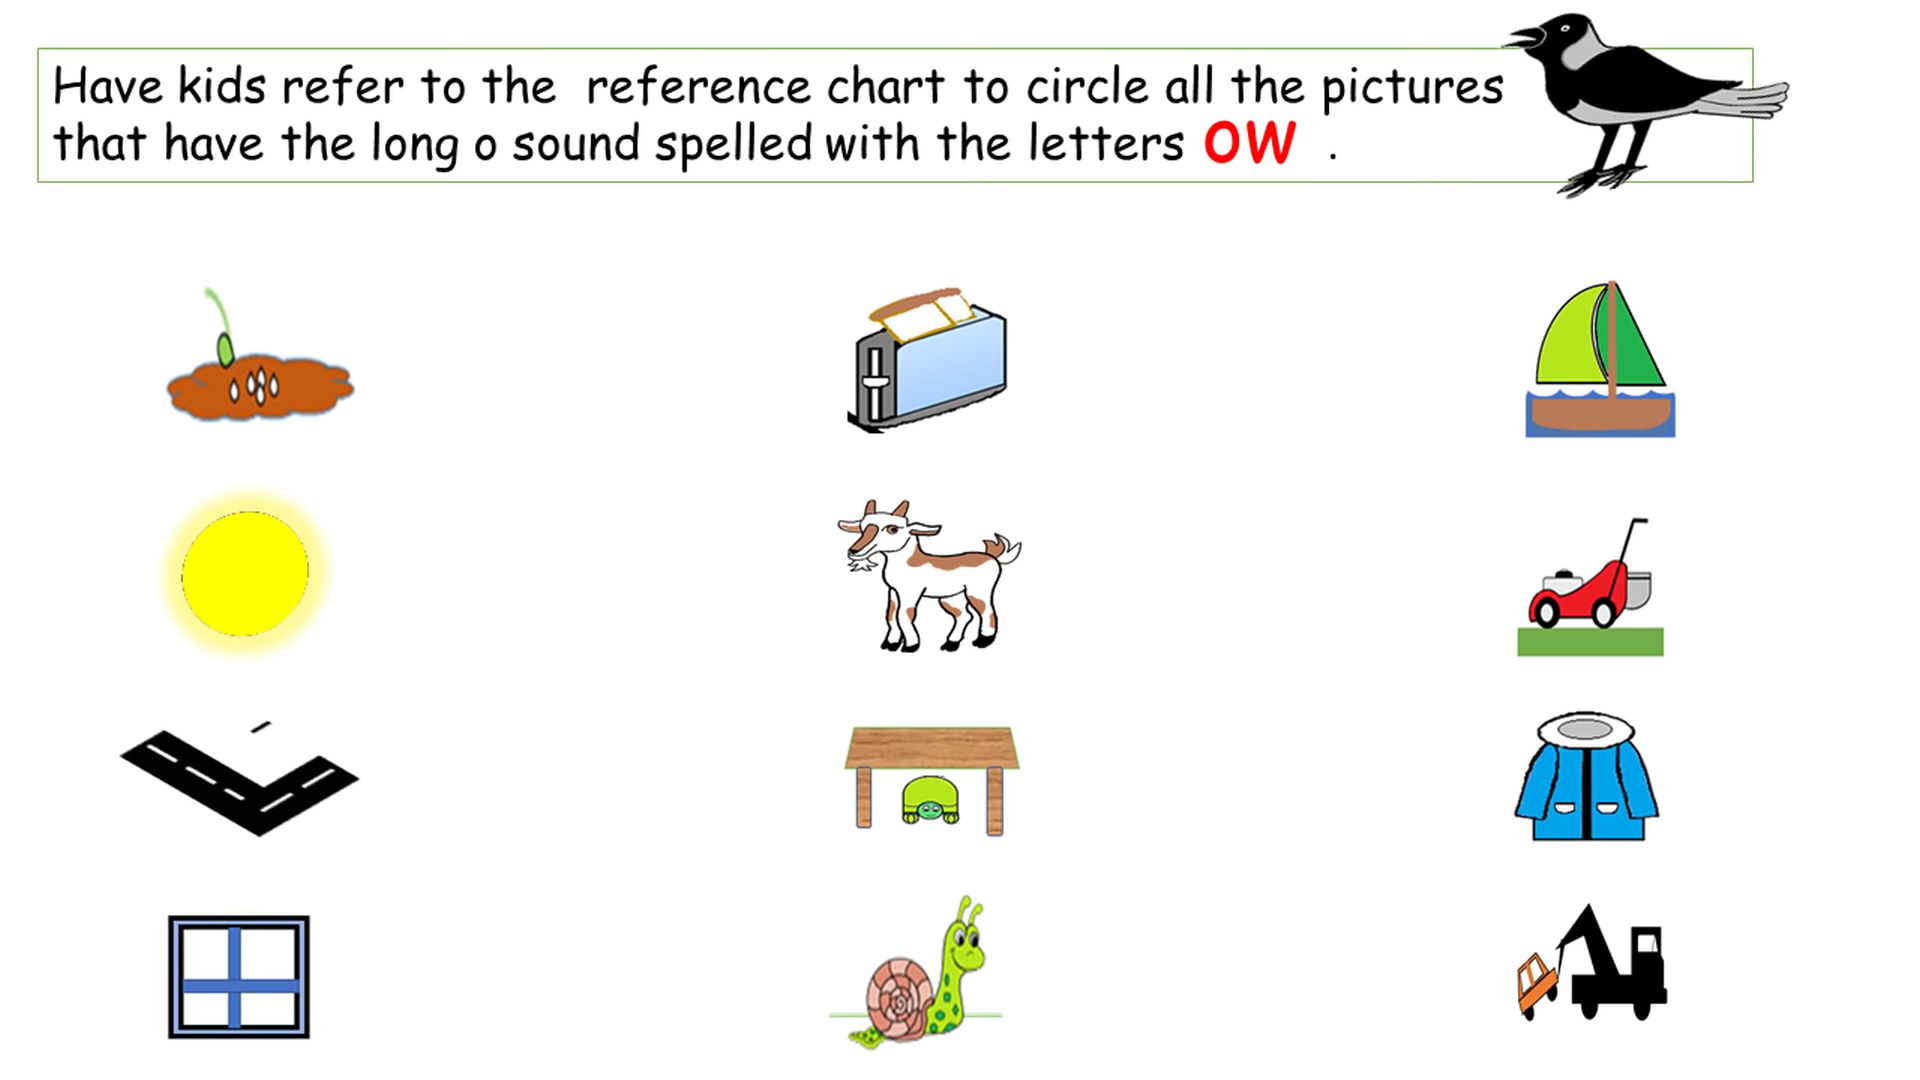 Have kids refer to the reference chart to circle all the pictures
that have the long o sound spelled with the letters ow .